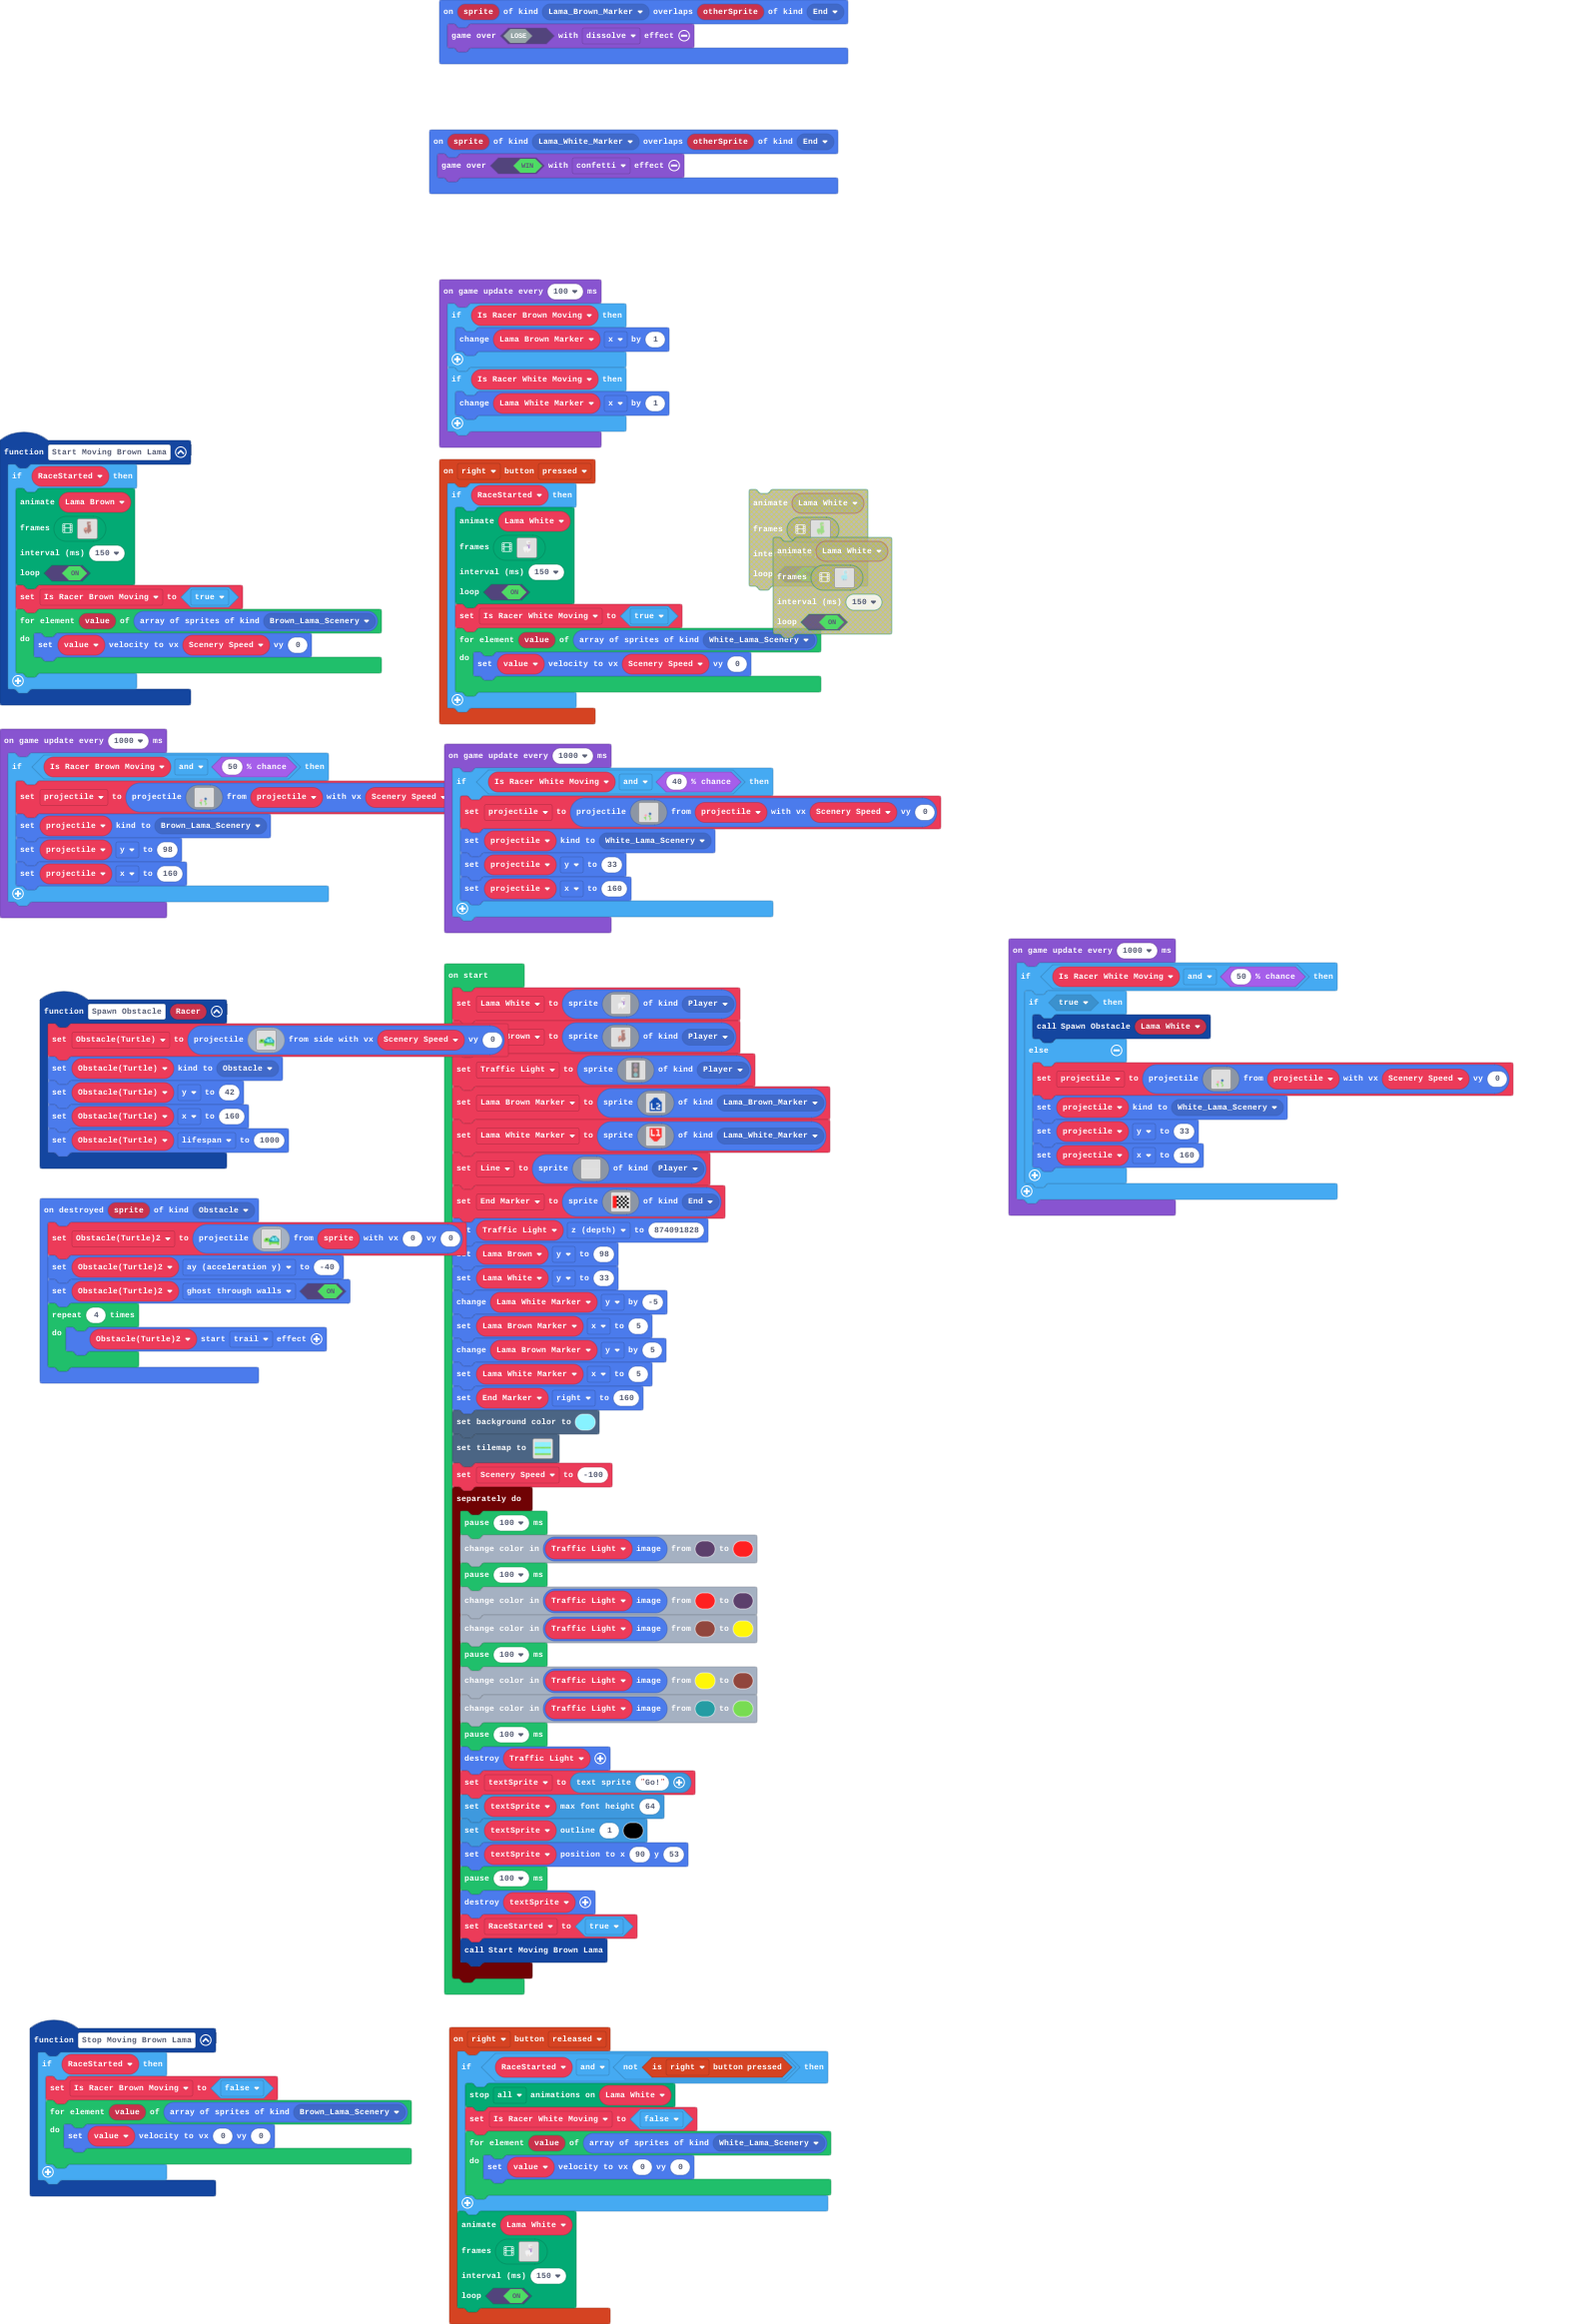 on sprite of kind Lama_Brown_Marker overlaps otherSprite of kind End
game over LOSE with dissolve effect
on sprite of kind Lama_White_Marker overlaps otherSprite of kind End
game over WIN with confetti effect
on game update every 100 ms
if Is Racer Brown Moving then
change Lama Brown Marker x by 1
if Is Racer White Moving then
change Lama White Marker x by 1
function Start Moving Brown Lama
if RaceStarted then
animate Lama Brown
frames
interval (ms) 150
loop ON
set Is Racer Brown Moving to true
for element value of array of sprites of kind Brown_Lama_Scenery
do set value velocity to vx Scenery Speed vy 0
on right button pressed
if RaceStarted then
animate Lama White
frames
interval (ms) 150
loop ON
set Is Racer White Moving to true
for element value of array of sprites of kind White_Lama_Scenery
do set value velocity to vx Scenery Speed vy 0
animate Lama White
frames
inte
loop
animate Lama White
frames
interval (ms) 150
loop ON
on game update every 1000 ms
if Is Racer Brown Moving and 50 % chance then
set projectile to projectile from projectile with vx Scenery Speed
set projectile kind to Brown_Lama_Scenery
set projectile y to 98
set projectile x to 160
on game update every 1000 ms
if Is Racer White Moving and 40 % chance then
set projectile to projectile from projectile with vx Scenery Speed vy 0
set projectile kind to White_Lama_Scenery
set projectile y to 33
set projectile x to 160
on game update every 1000 ms
if Is Racer White Moving and 50 % chance then
if true then
call Spawn Obstacle Lama White
else
set projectile to projectile from projectile with vx Scenery Speed vy 0
set projectile kind to White_Lama_Scenery
set projectile y to 33
set projectile x to 160
function Spawn Obstacle Racer
set Obstacle(Turtle) to projectile from side with vx Scenery Speed vy 0
set Obstacle(Turtle) kind to Obstacle
set Obstacle(Turtle) y to 42
set Obstacle(Turtle) x to 160
set Obstacle(Turtle) lifespan to 1000
on destroyed sprite of kind Obstacle
set Obstacle(Turtle)2 to projectile from sprite with vx 0 vy 0
set Obstacle(Turtle)2 ay (acceleration y) to -40
set Obstacle(Turtle)2 ghost through walls ON
repeat 4 times
do Obstacle(Turtle)2 start trail effect
on start
set Lama White to sprite of kind Player
rown to sprite of kind Player
set Traffic Light to sprite of kind Player
set Lama Brown Marker to sprite L2 of kind Lama_Brown_Marker
set Lama White Marker to sprite L1 of kind Lama_White_Marker
set Line to sprite of kind Player
set End Marker to sprite of kind End
t Traffic Light z (depth) to 874091828
set Lama Brown y to 98
set Lama White y to 33
change Lama White Marker y by -5
set Lama Brown Marker x to 5
change Lama Brown Marker y by 5
set Lama White Marker x to 5
set End Marker right to 160
set background color to
set tilemap to
set Scenery Speed to -100
separately do
pause 100 ms
change color in Traffic Light image from to
pause 100 ms
change color in Traffic Light image from to
change color in Traffic Light image from to
pause 100 ms
change color in Traffic Light image from to
change color in Traffic Light image from to
pause 100 ms
destroy Traffic Light
set textSprite to text sprite "Go!"
set textSprite max font height 64
set textSprite outline 1
set textSprite position to x 90 y 53
pause 100 ms
destroy textSprite
set RaceStarted to true
call Start Moving Brown Lama
function Stop Moving Brown Lama
if RaceStarted then
set Is Racer Brown Moving to false
for element value of array of sprites of kind Brown_Lama_Scenery
do set value velocity to vx 0 vy 0
on right button released
if RaceStarted and not is right button pressed then
stop all animations on Lama White
set Is Racer White Moving to false
for element value of array of sprites of kind White_Lama_Scenery
do set value velocity to vx 0 vy 0
animate Lama White
frames
interval (ms) 150
loop ON